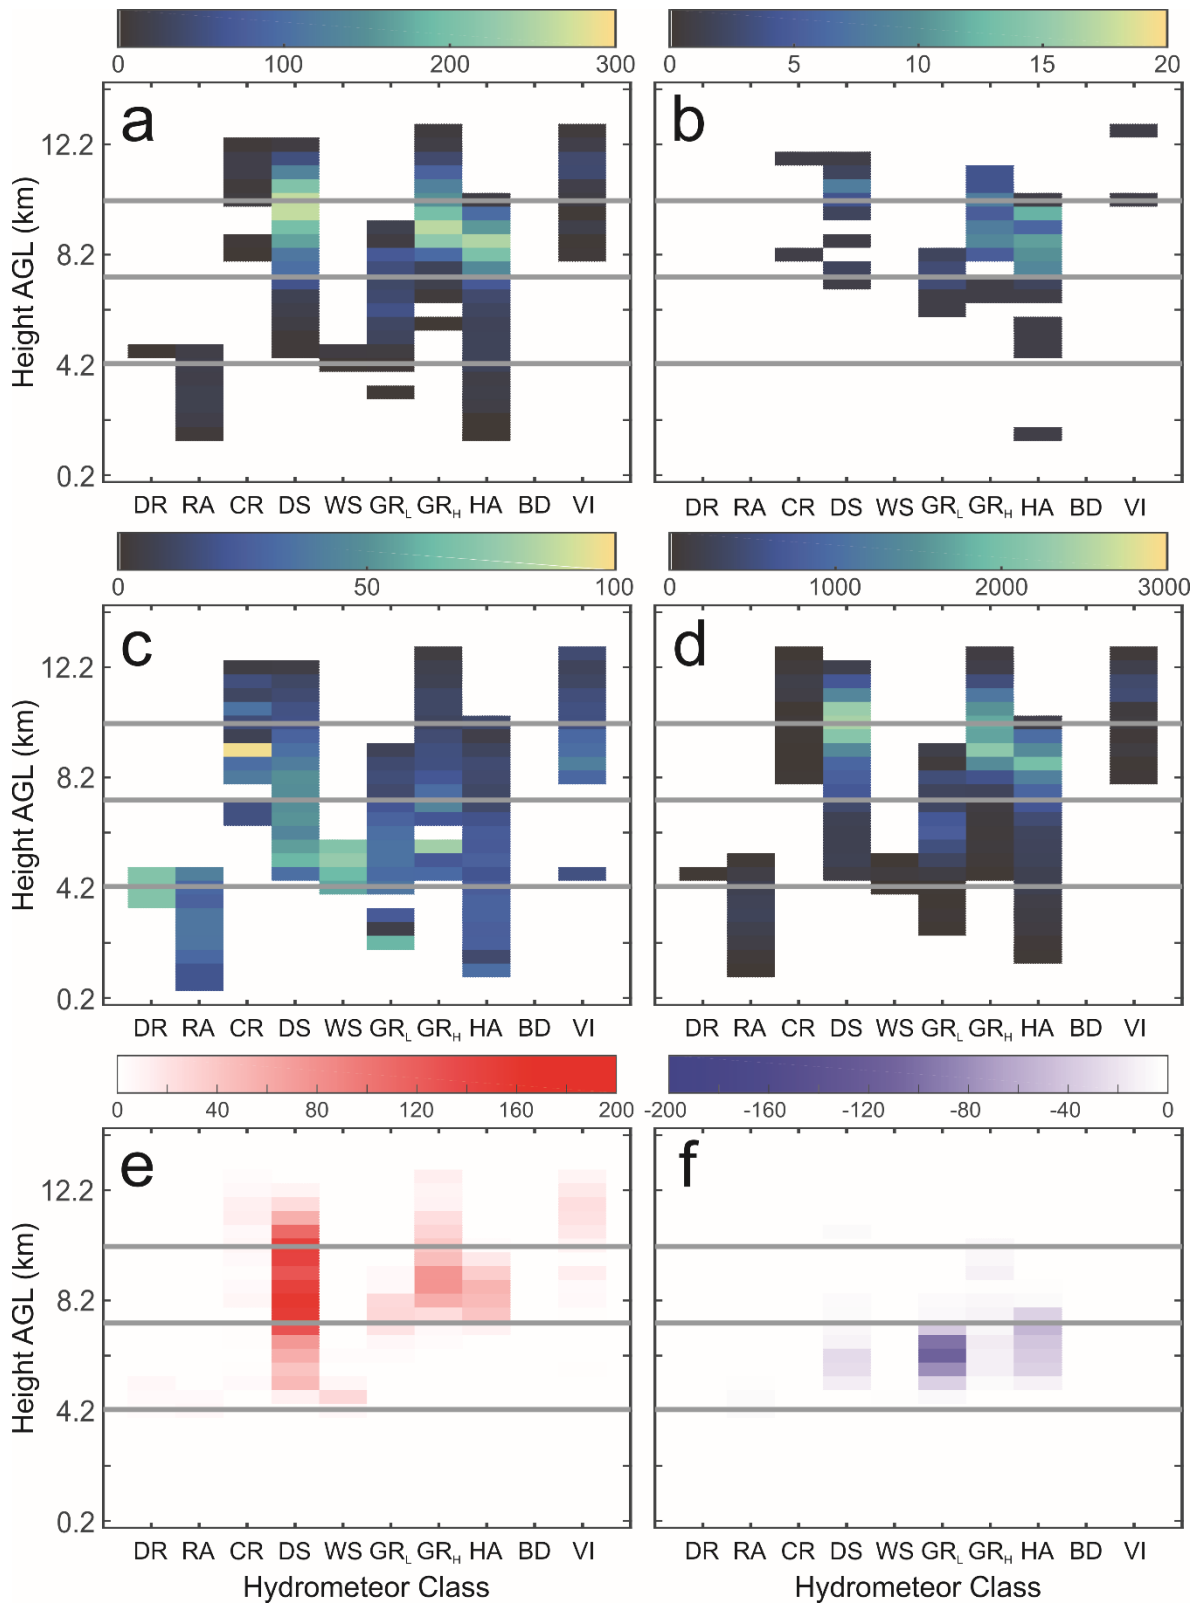 0 100 200 300
0 5 10 15 20
a
b
Height AGL (km)
12.2
8.2
4.2
0.2
DR RA CR DS WS GRL GRH HA BD VI
DR RA CR DS WS GRL GRH HA BD VI
0 50 100
0 1000 2000 3000
c
d
Height AGL (km)
12.2
8.2
4.2
0.2
DR RA CR DS WS GRL GRH HA BD VI
DR RA CR DS WS GRL GRH HA BD VI
0 40 80 120 160 200
-200 -160 -120 -80 -40 0
e
f
Height AGL (km)
12.2
8.2
4.2
0.2
DR RA CR DS WS GRL GRH HA BD VI
DR RA CR DS WS GRL GRH HA BD VI
Hydrometeor Class
Hydrometeor Class